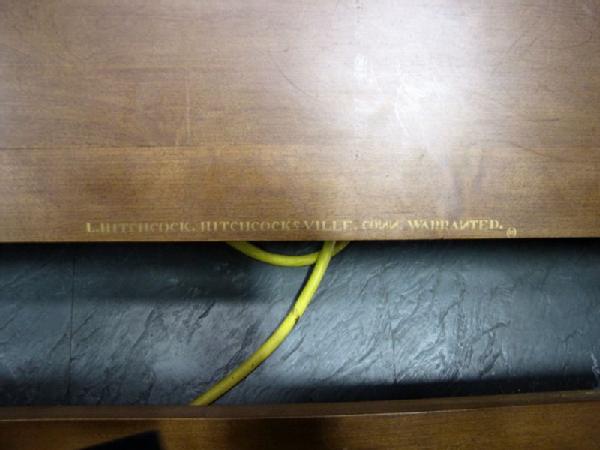 L. HITCHCOCK. HITCHCOCKS-VILLE. CONN. WARRANTED. ®